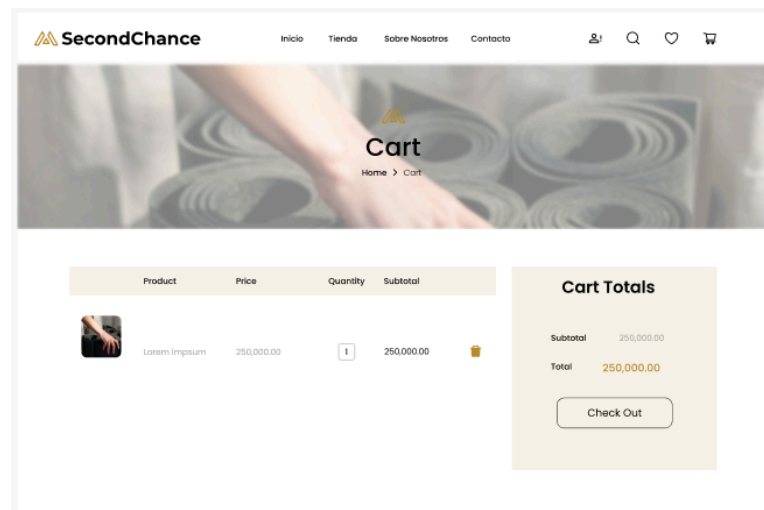 SecondChance Inicio Tienda Sobre Nosotros Contacto
Cart
Home > Cart
Product Price Quantity Subtotal
Lorem impsum 250,000.00 1 250,000.00
Cart Totals
Subtotal 250,000.00
Total 250,000.00
Check Out